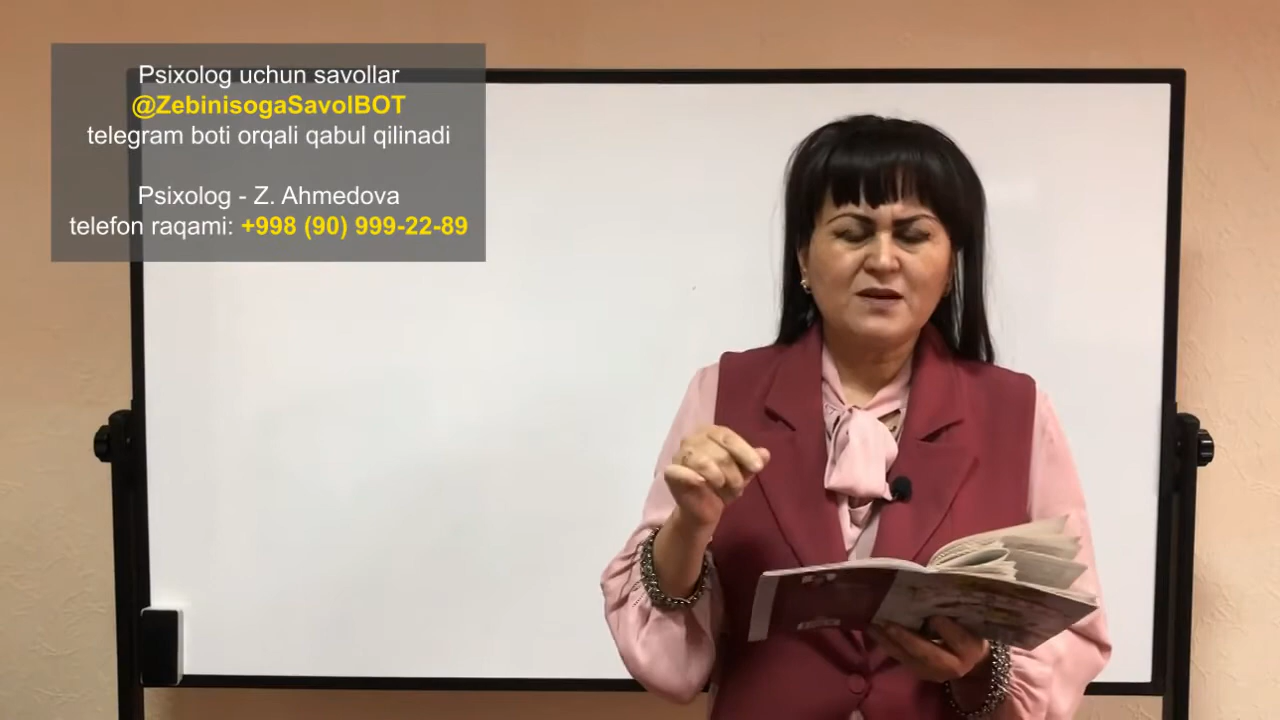 Psixolog uchun savollar
@ZebinisogaSavolBOT
telegram boti orqali qabul qilinadi
Psixolog - Z. Ahmedova
telefon raqami: +998 (90) 999-22-89